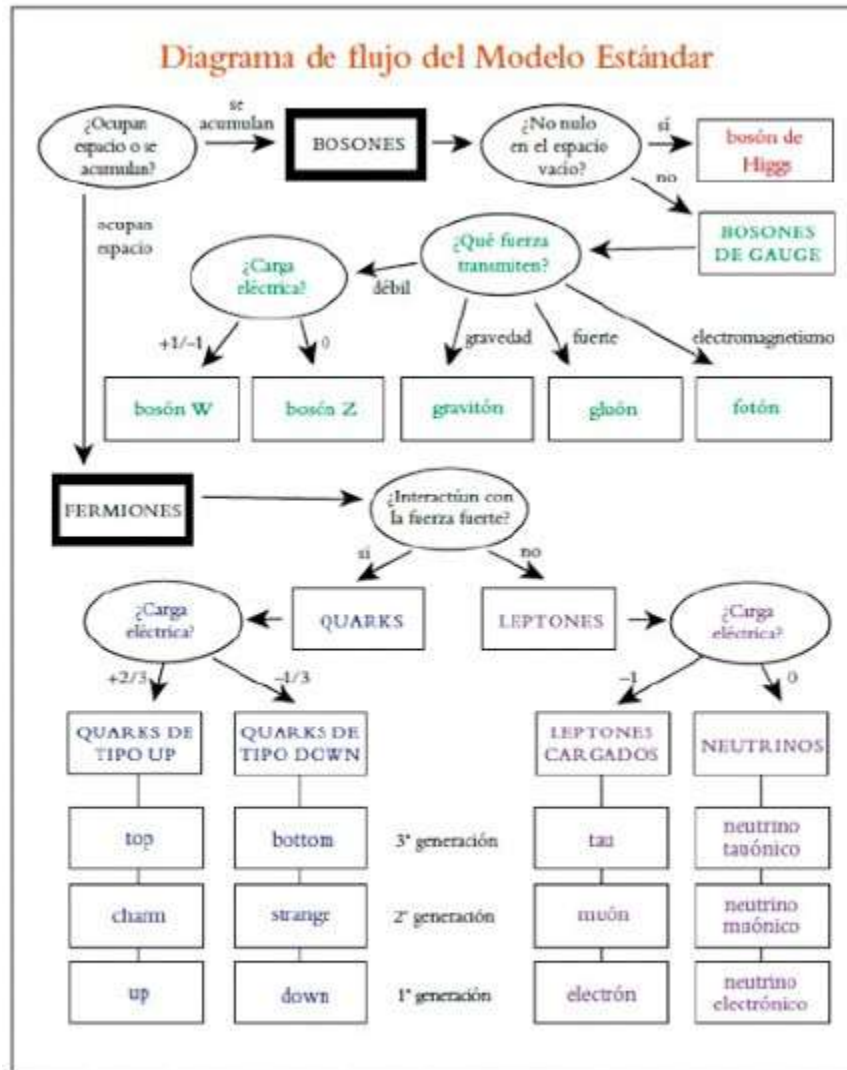 Diagrama de flujo del Modelo Estándar
¿Ocupan
espacio o se
acumulan?
se
acumulan
BOSONES
¿No nulo
en el espacio
vacío?
sí
bosón de
Higgs
no
BOSONES
DE GAUGE
ocupan
espacio
¿Qué fuerza
transmiten?
¿Carga
eléctrica?
débil
+1/−1
0
gravedad
fuerte
electromagnetismo
bosón W
bosón Z
gravitón
gluón
fotón
FERMIONES
¿Interactúan con
la fuerza fuerte?
sí
no
¿Carga
eléctrica?
QUARKS
LEPTONES
¿Carga
eléctrica?
+2/3
−1/3
−1
0
QUARKS DE
TIPO UP
QUARKS DE
TIPO DOWN
LEPTONES
CARGADOS
NEUTRINOS
top
bottom
3ª generación
tau
neutrino
tauónico
charm
strange
2ª generación
muón
neutrino
muónico
up
down
1ª generación
electrón
neutrino
electrónico